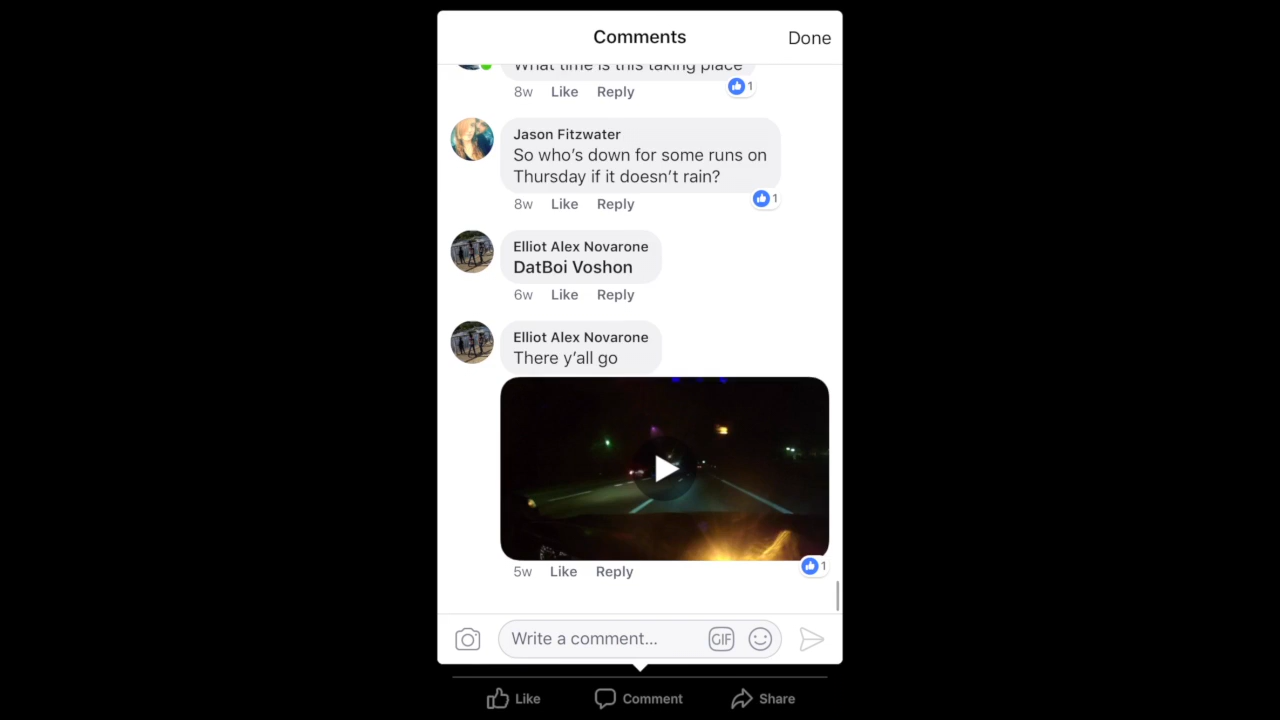 Comments
Done
What time is this taking place
1
8w Like Reply
Jason Fitzwater
So who's down for some runs on
Thursday if it doesn't rain?
1
8w Like Reply
Elliot Alex Novarone
DatBoi Voshon
6w Like Reply
Elliot Alex Novarone
There y'all go
1
5w Like Reply
Write a comment...
GIF
Like Comment Share